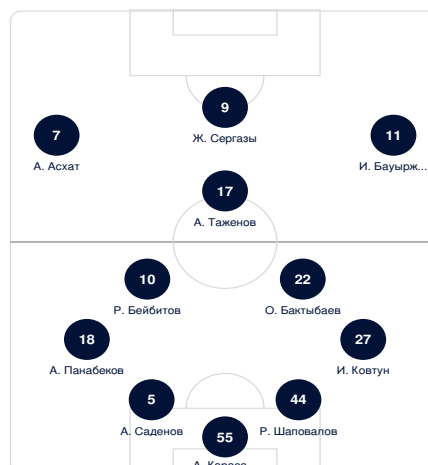 9
Ж. Сергазы
7
А. Асхат
11
И. Бауырж...
17
А. Таженов
10
Р. Бейбитов
22
О. Бактыбаев
18
А. Панабеков
27
И. Ковтун
5
А. Саденов
44
Р. Шаповалов
55